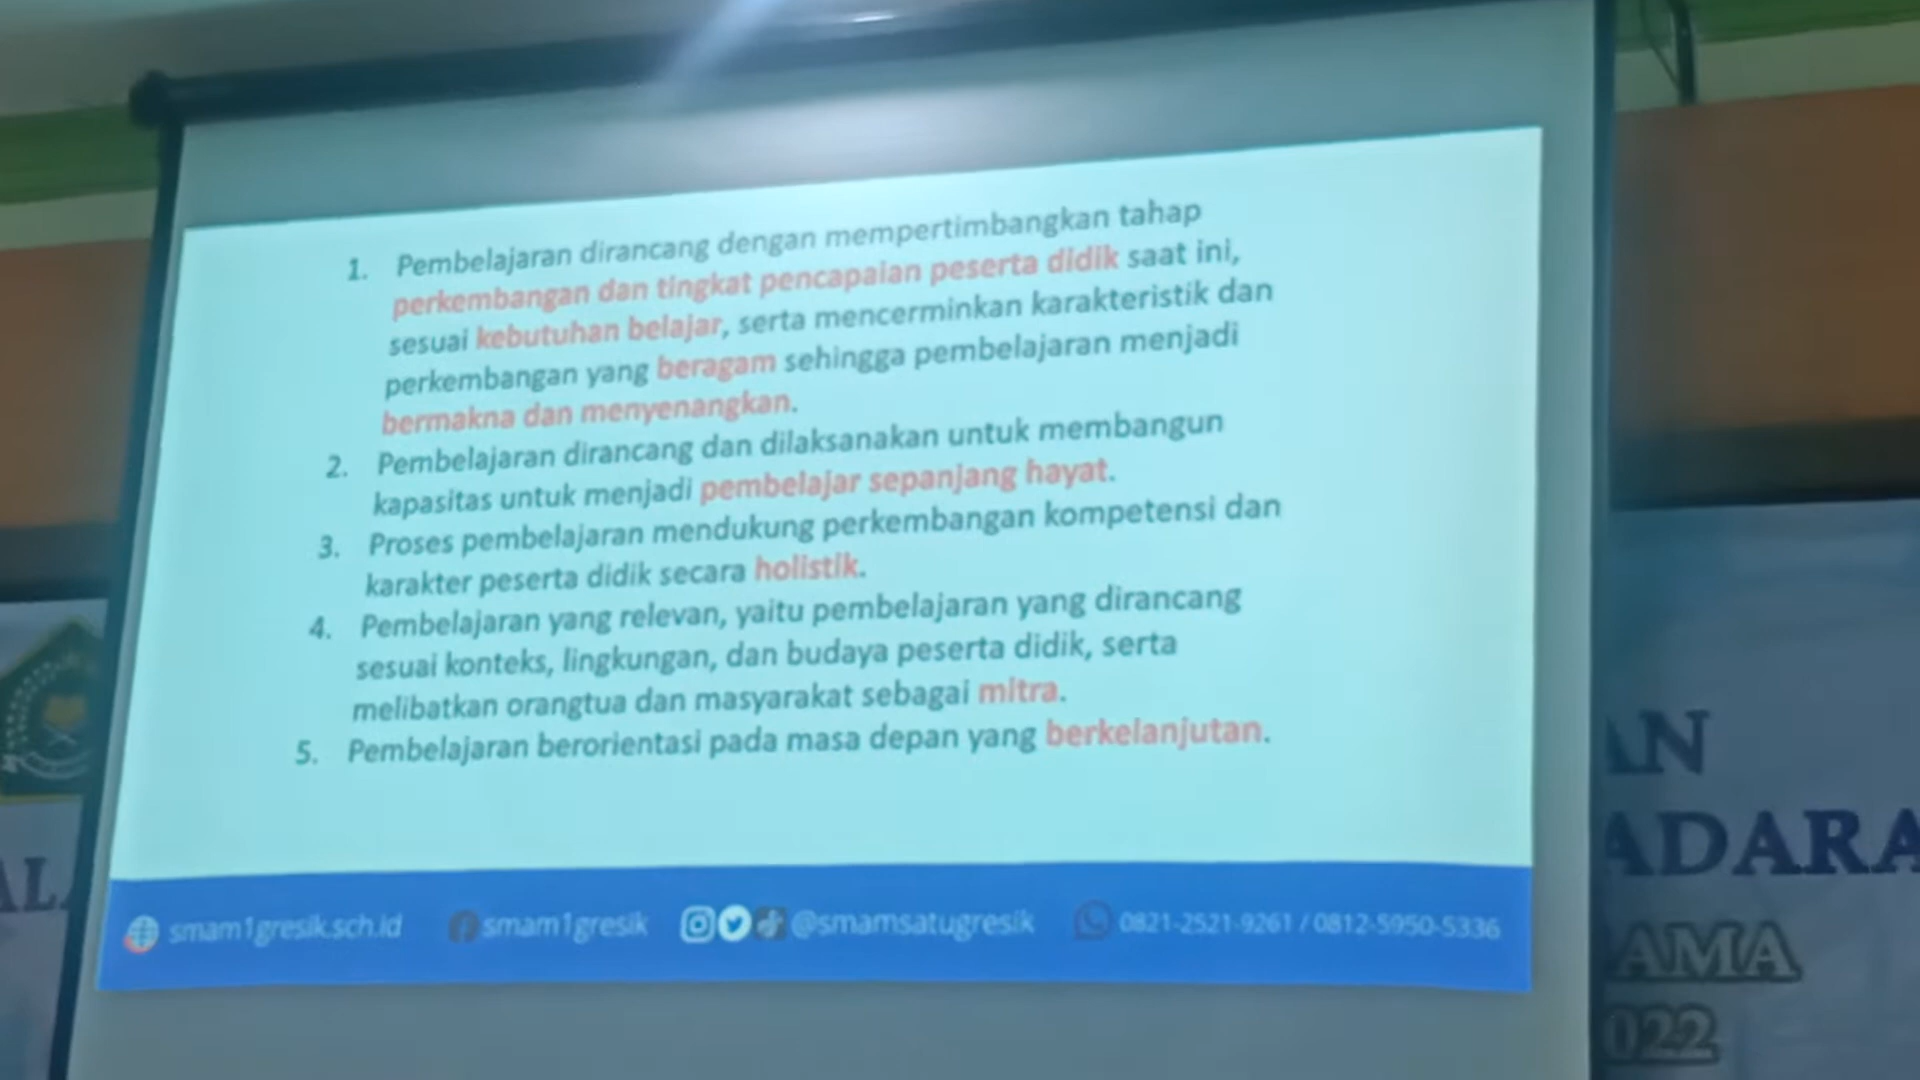 1. Pembelajaran dirancang dengan mempertimbangkan tahap
perkembangan dan tingkat pencapaian peserta didik saat ini,
sesuai kebutuhan belajar, serta mencerminkan karakteristik dan
perkembangan yang beragam sehingga pembelajaran menjadi
bermakna dan menyenangkan.
2. Pembelajaran dirancang dan dilaksanakan untuk membangun
kapasitas untuk menjadi pembelajar sepanjang hayat.
3. Proses pembelajaran mendukung perkembangan kompetensi dan
karakter peserta didik secara holistik.
4. Pembelajaran yang relevan, yaitu pembelajaran yang dirancang
sesuai konteks, lingkungan, dan budaya peserta didik, serta
melibatkan orangtua dan masyarakat sebagai mitra.
5. Pembelajaran berorientasi pada masa depan yang berkelanjutan.
smam1gresik.sch.id smam1gresik @smamsatugresik 0821-2521-9261 / 0812-5950-5336
AN
ADARA
AMA
022